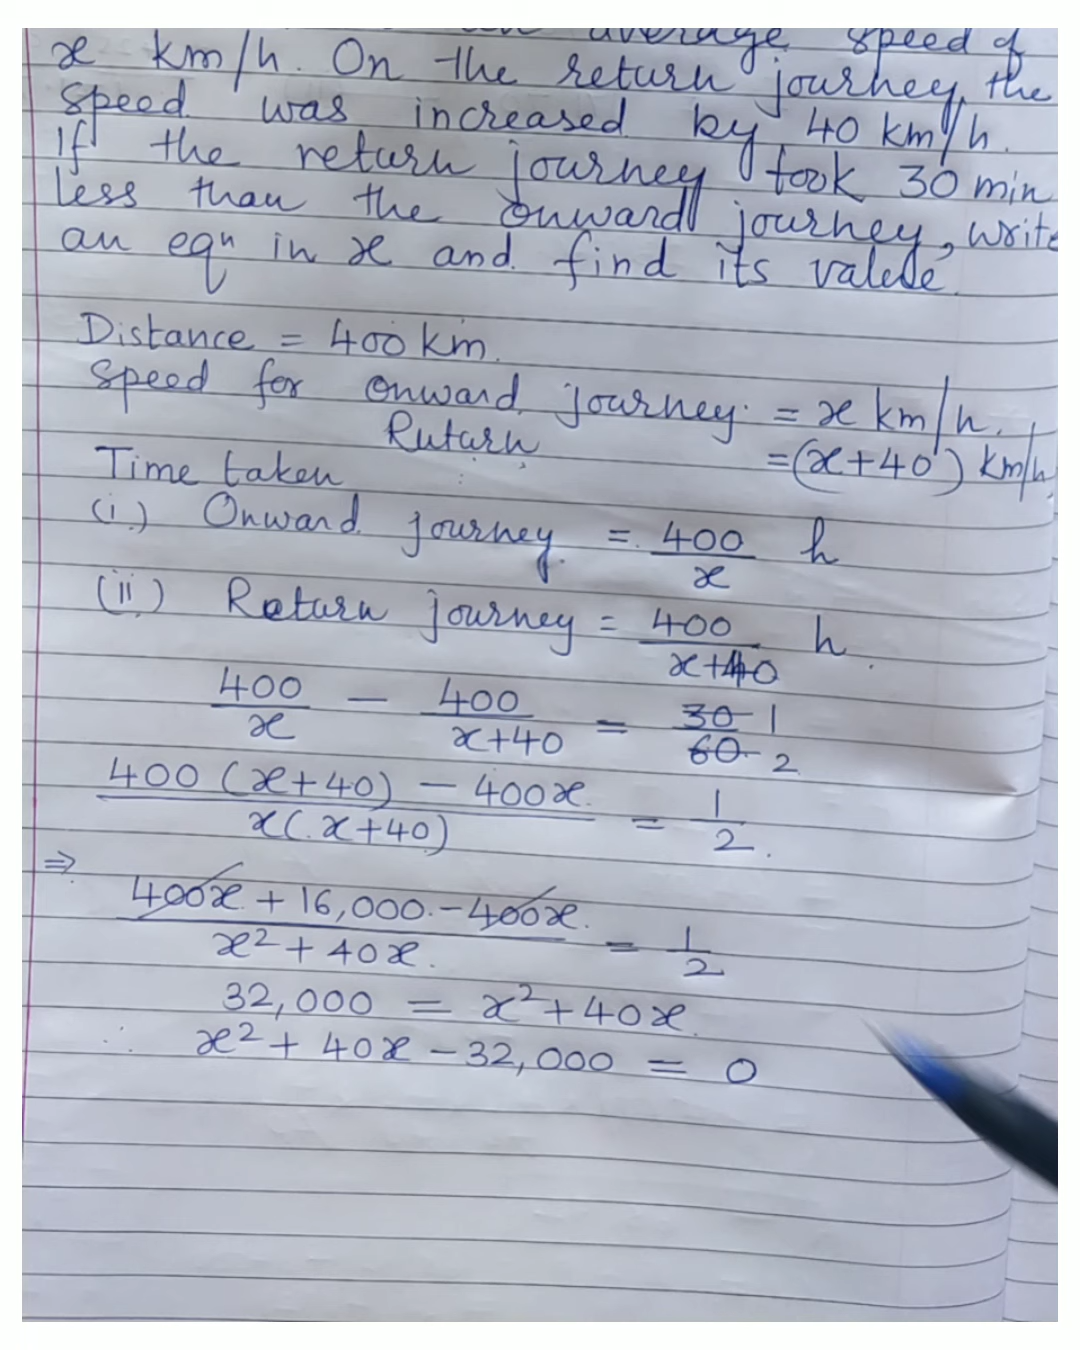 average speed of
x km/h. On the return journey, the
speed was increased by 40 km/h.
If the return journey took 30 min
less than the onward journey, write
an eqn in x and find its value.
Distance = 400 km.
Speed for onward journey = x km/h.
Ruturn = (x+40) km/h.
Time taken
(i) Onward journey = 400/x h
(ii) Return journey = 400/x+40 h.
400/x - 400/x+40 = 30/60 1/2
400(x+40) - 400x / x(x+40) = 1/2.
⇒ 400x + 16,000 - 400x / x²+40x = 1/2
32,000 = x²+40x
∴ x² + 40x - 32,000 = 0